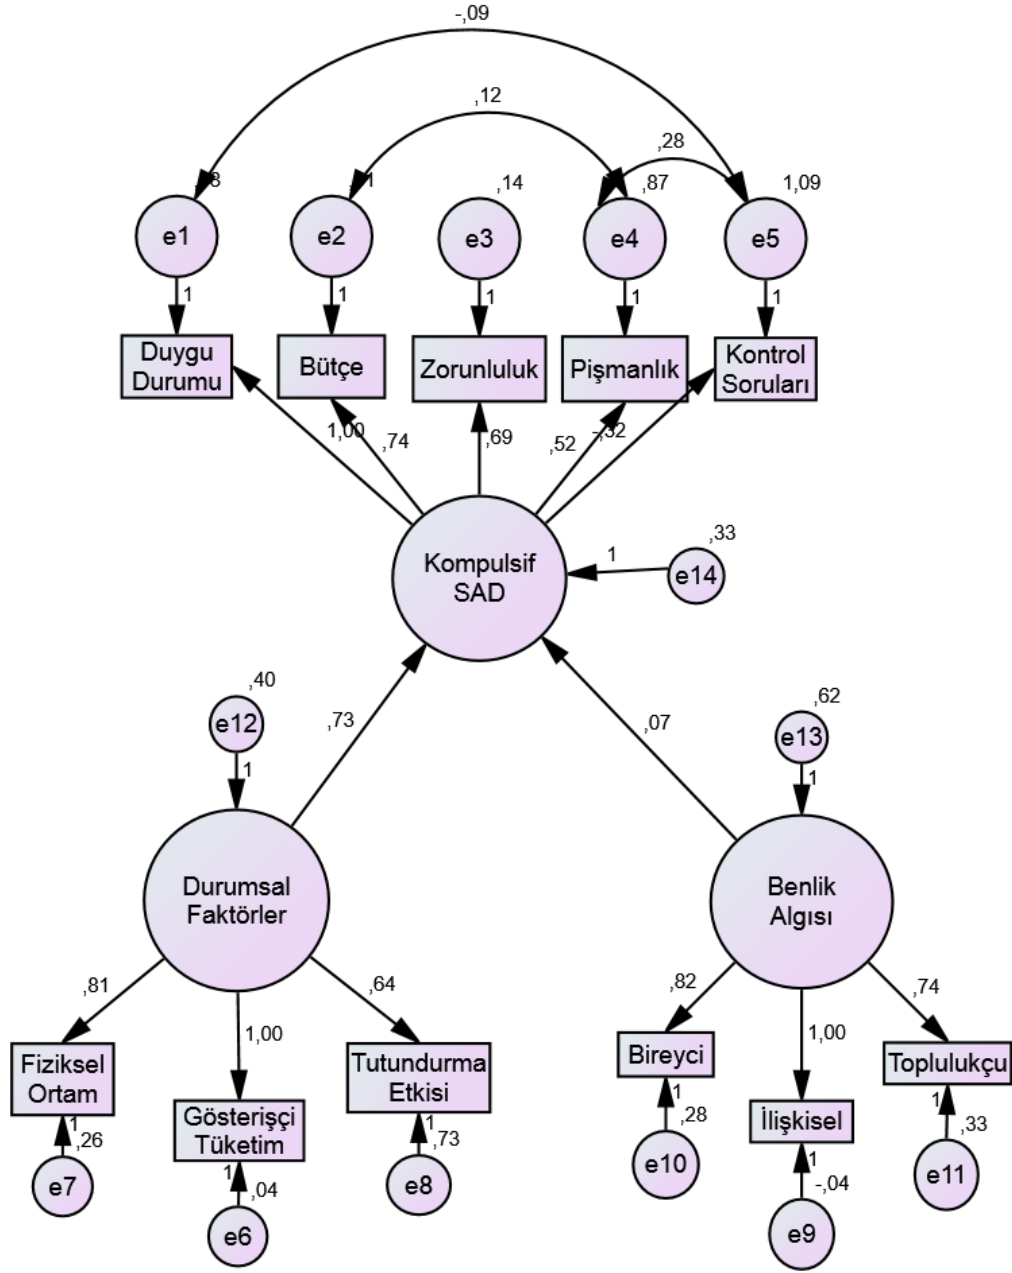 -,09
,12
,28
,14
,87
1,09
e1
e2
e3
e4
e5
1
1
1
1
1
Duygu
Durumu
Bütçe
Zorunluluk
Pişmanlık
Kontrol
Soruları
1,00
,74
,69
,52
-,32
Kompulsif
SAD
1
,33
e14
,40
e12
1
,73
,07
,62
e13
1
Durumsal
Faktörler
Benlik
Algısı
,81
1,00
,64
,82
1,00
,74
Fiziksel
Ortam
Gösterişçi
Tüketim
Tutundurma
Etkisi
Bireyci
İlişkisel
Toplulukçu
1
,26
e7
1
,04
e6
1
,73
e8
1
,28
e10
1
-,04
e9
1
,33
e11